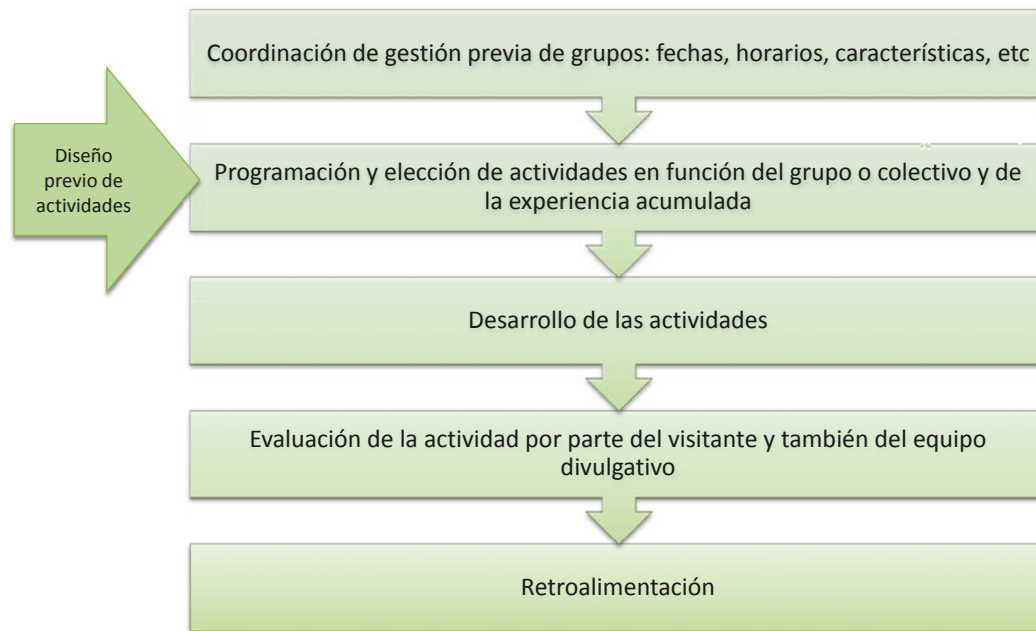 Coordinación de gestión previa de grupos: fechas, horarios, características, etc
Diseño
previo de
actividades
Programación y elección de actividades en función del grupo o colectivo y de
la experiencia acumulada
Desarrollo de las actividades
Evaluación de la actividad por parte del visitante y también del equipo
divulgativo
Retroalimentación